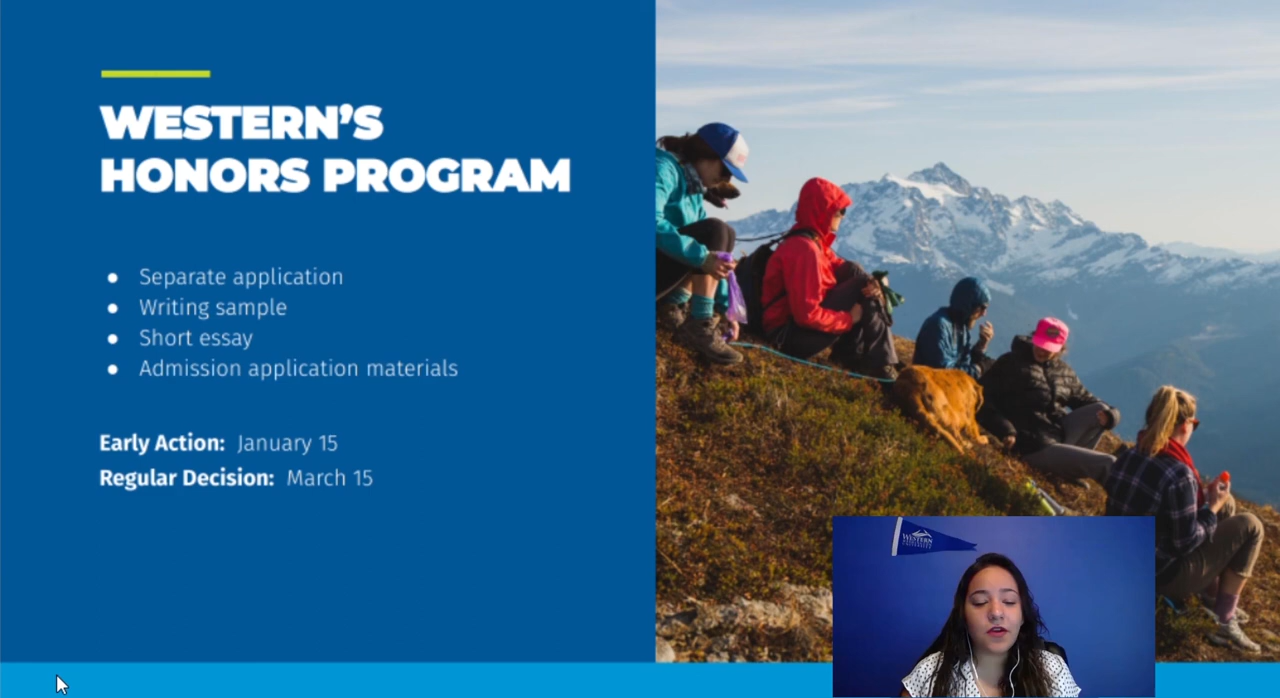 WESTERN'S
HONORS PROGRAM
● Separate application
● Writing sample
● Short essay
● Admission application materials
Early Action: January 15
Regular Decision: March 15
WESTERN